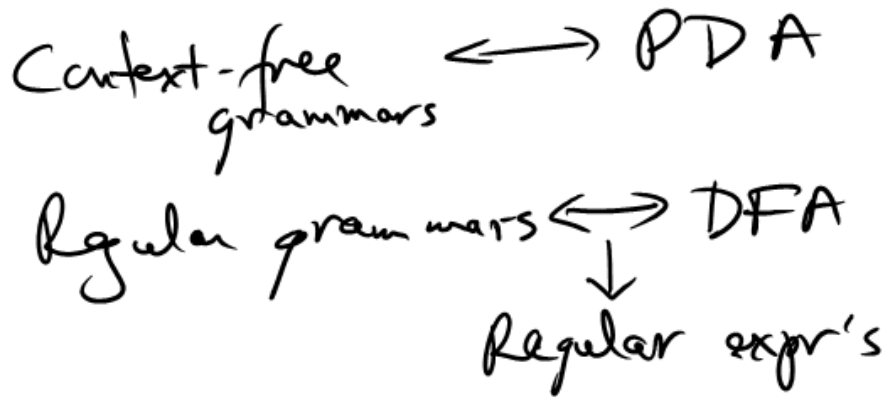 Context-free ↔ PDA
grammars
Regular grammars ↔ DFA
↓
Regular expr's